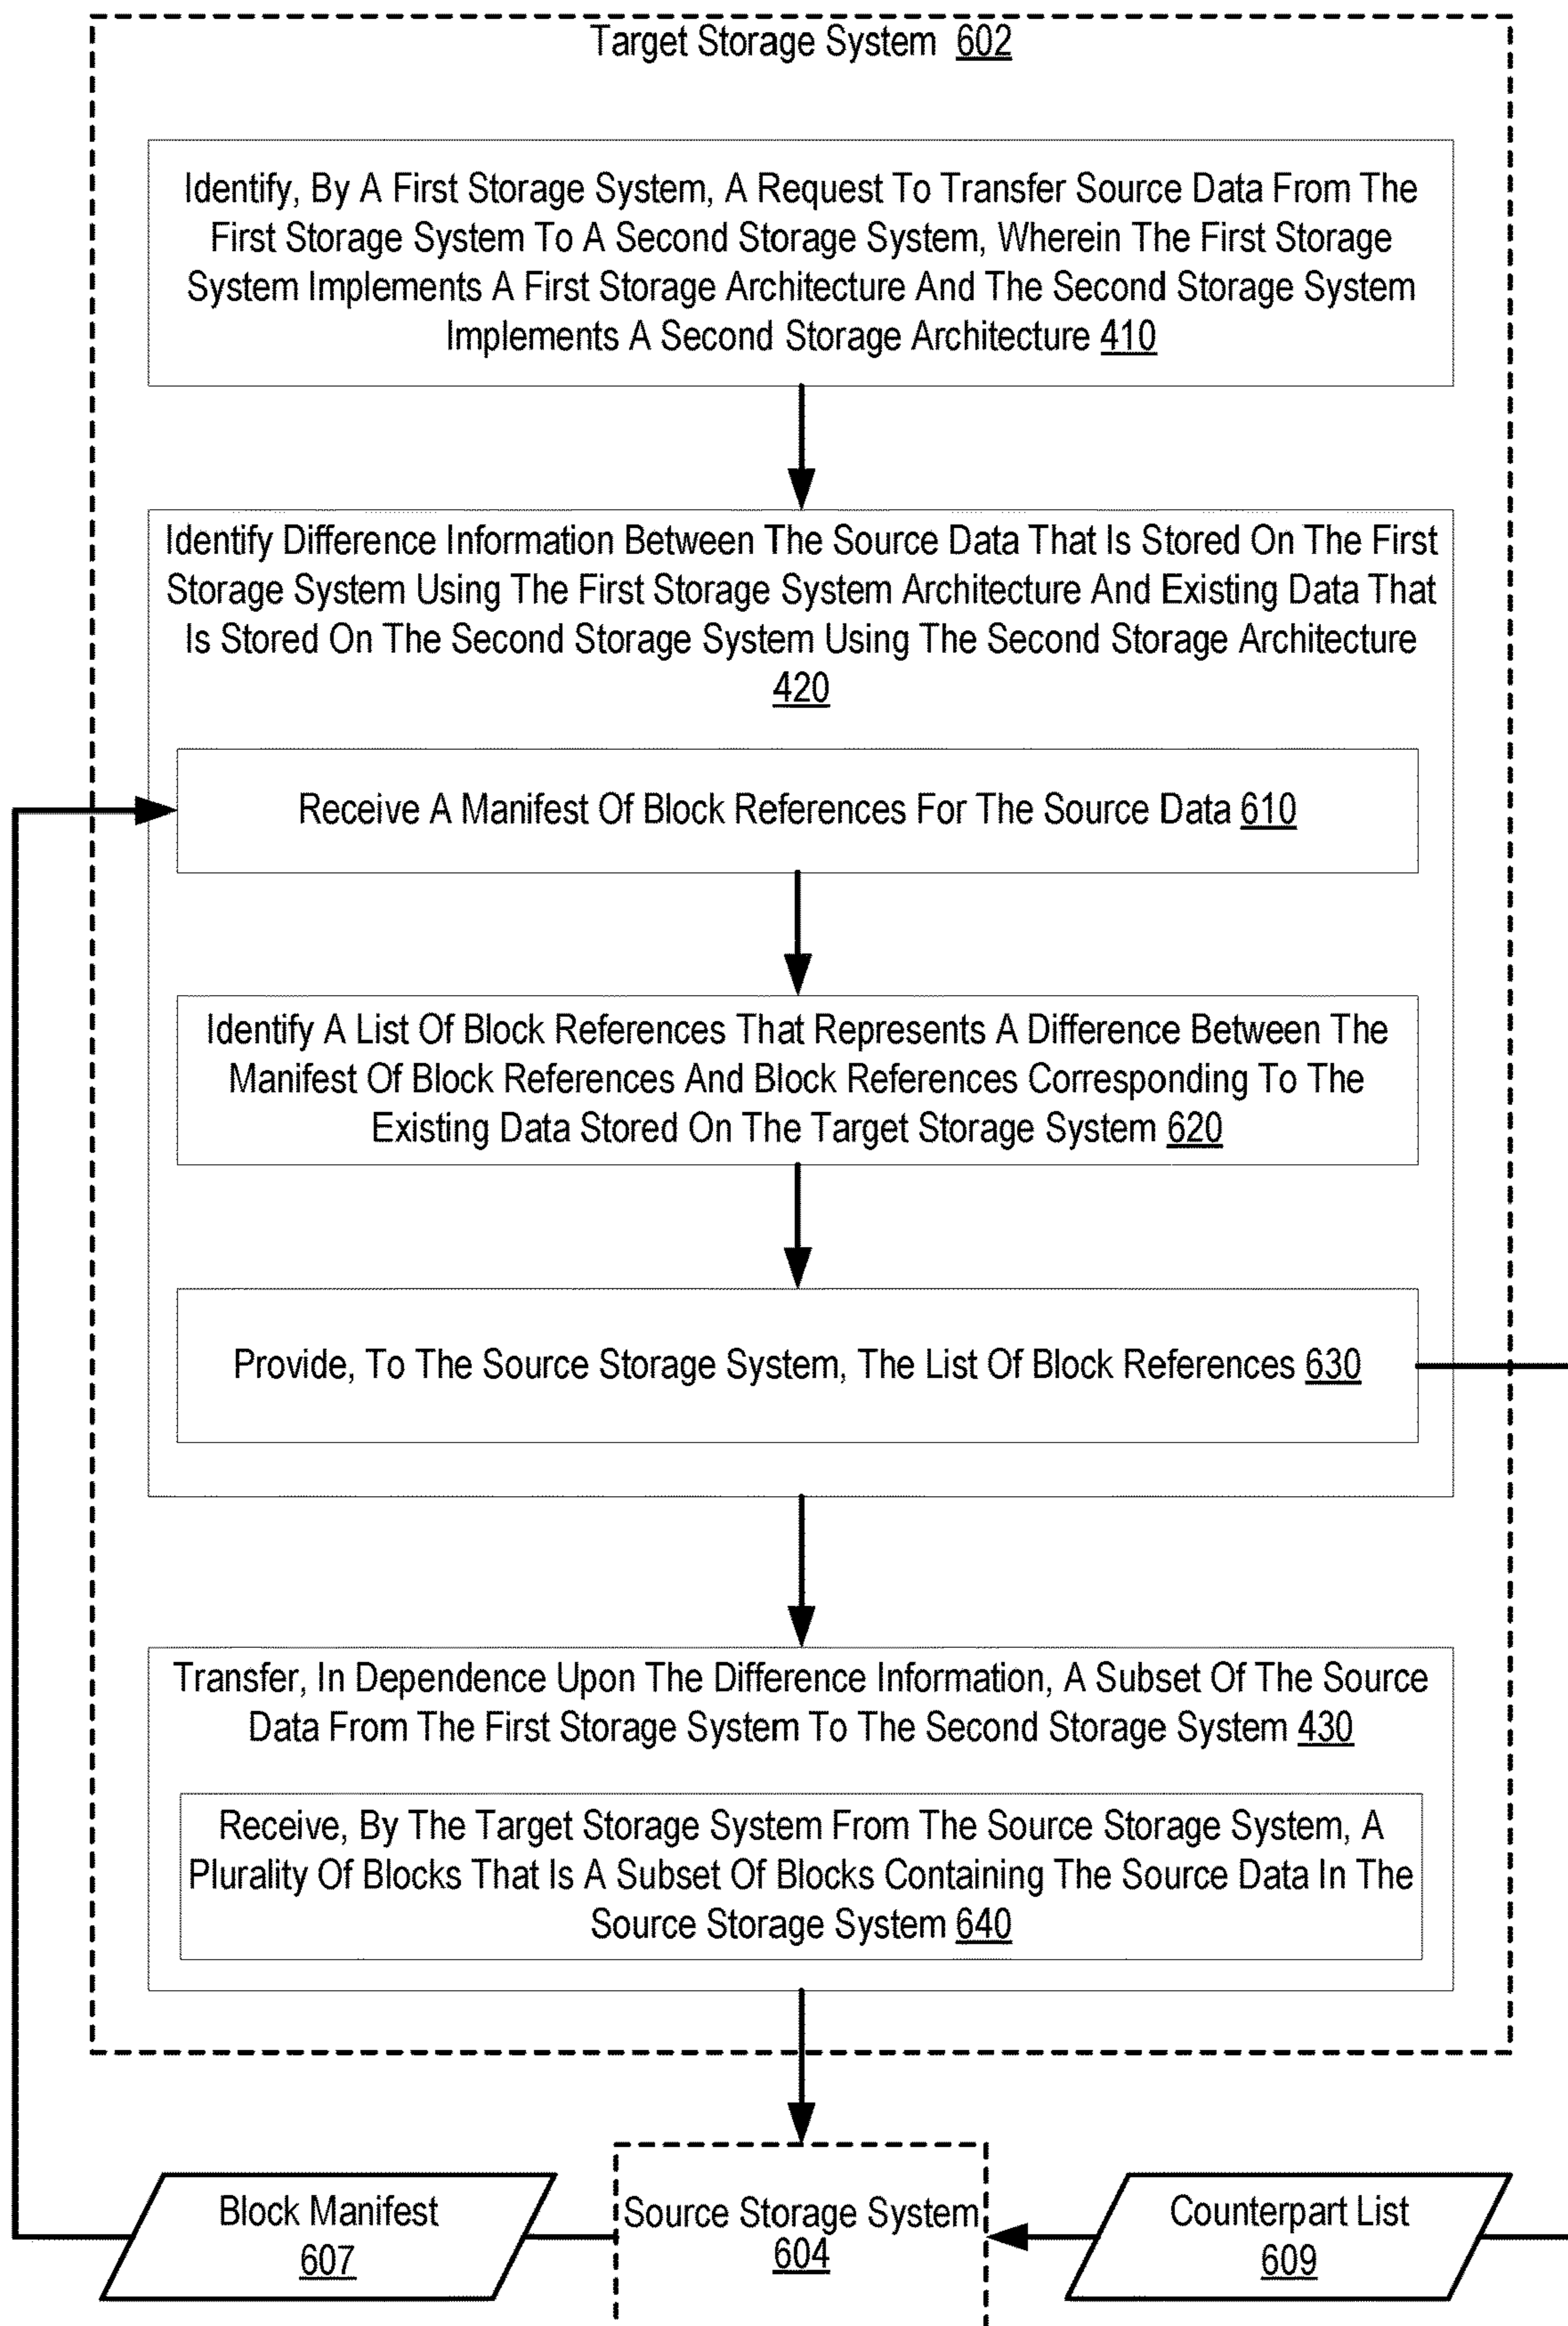 Target Storage System 602
Identify, By A First Storage System, A Request To Transfer Source Data From The
First Storage System To A Second Storage System, Wherein The First Storage
System Implements A First Storage Architecture And The Second Storage System
Implements A Second Storage Architecture 410
Identify Difference Information Between The Source Data That Is Stored On The First
Storage System Using The First Storage System Architecture And Existing Data That
Is Stored On The Second Storage System Using The Second Storage Architecture
420
Receive A Manifest Of Block References For The Source Data 610
Identify A List Of Block References That Represents A Difference Between The
Manifest Of Block References And Block References Corresponding To The
Existing Data Stored On The Target Storage System 620
Provide, To The Source Storage System, The List Of Block References 630
Transfer, In Dependence Upon The Difference Information, A Subset Of The Source
Data From The First Storage System To The Second Storage System 430
Receive, By The Target Storage System From The Source Storage System, A
Plurality Of Blocks That Is A Subset Of Blocks Containing The Source Data In The
Source Storage System 640
Block Manifest
607
Source Storage System
604
Counterpart List
609